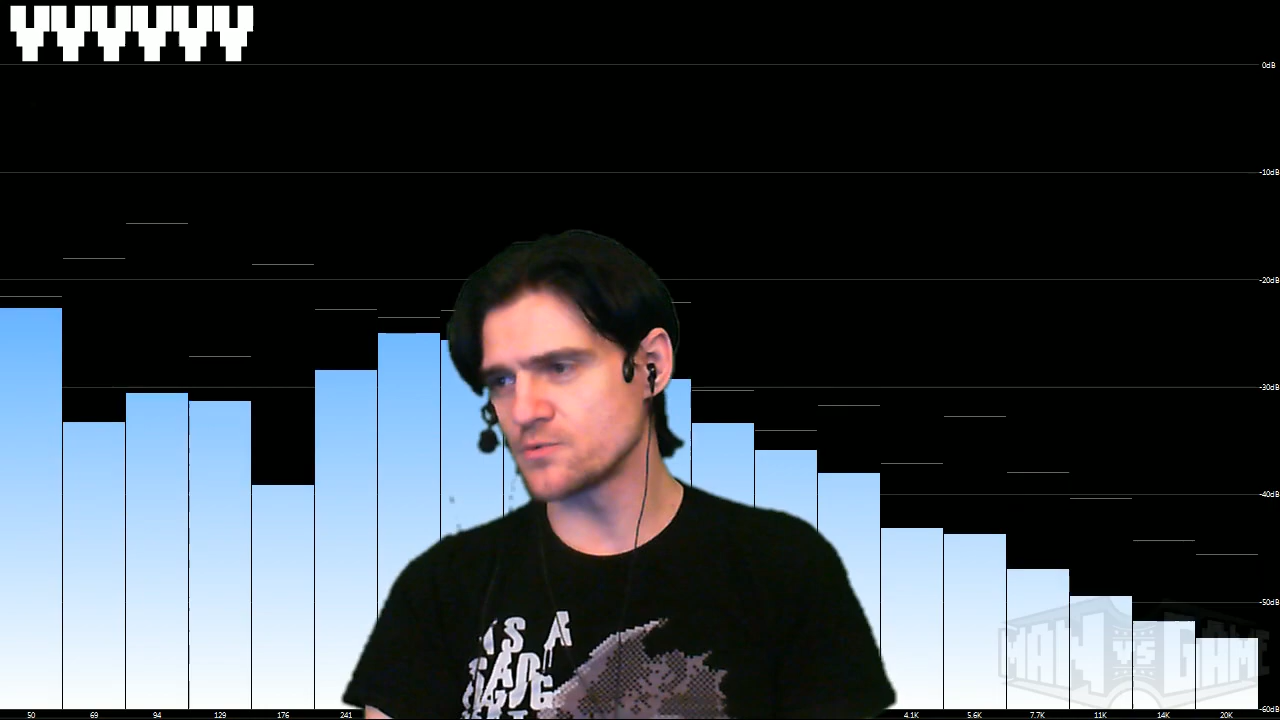 VVVVVV
0dB
-10dB
-20dB
-30dB
-40dB
-50dB
-60dB
MAN VS GAME
50 69 94 129 176 241 4.1K 5.6K 7.7K 11K 14K 20K